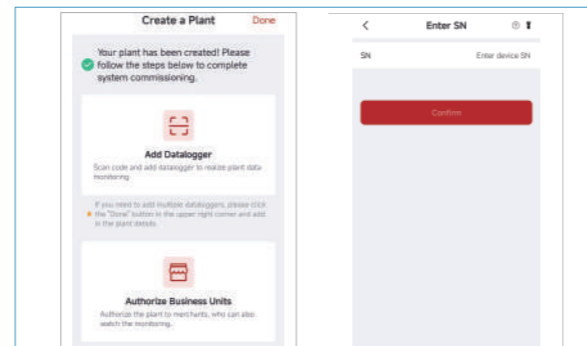 Create a Plant
Done
Your plant has been created! Please
follow the steps below to complete
system commissioning.
Add Datalogger
Scan code and add datalogger to realize plant data
monitoring
If you need to add multiple dataloggers, please click
the "Done" button in the upper right corner and add
in the plant details.
Authorize Business Units
Authorize the plant to merchants, who can also
watch the monitoring.
Enter SN
SN
Enter device SN
Confirm